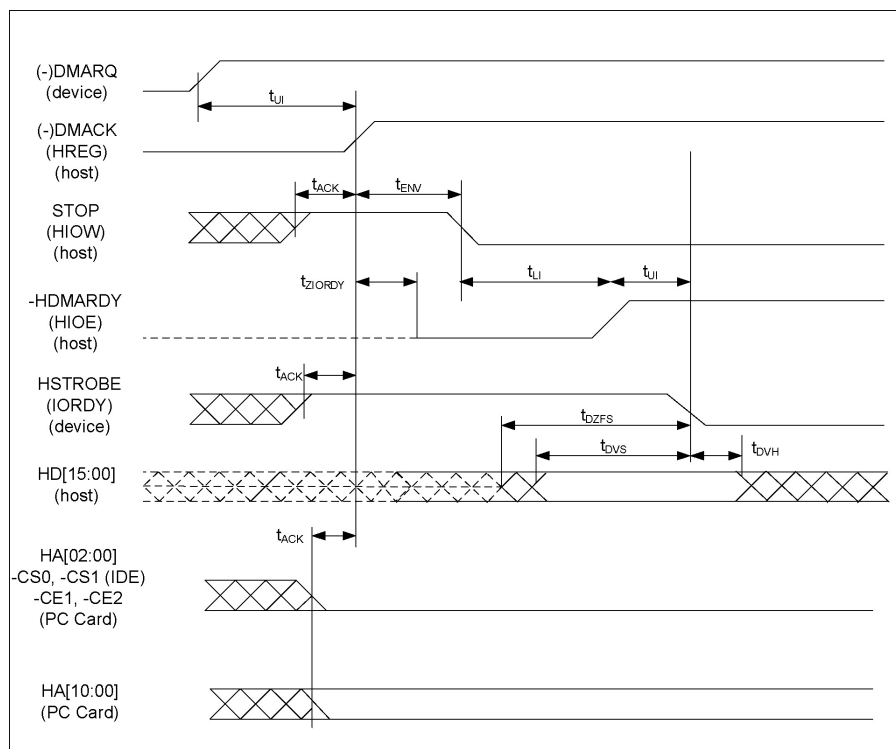 (-)DMARQ
(device)
tUI
(-)DMACK
(HREG)
(host)
tACK
tENV
STOP
(HIOW)
(host)
tZIORDY
tLI
tUI
-HDMARDY
(HIOE)
(host)
tACK
HSTROBE
(IORDY)
(device)
tDZFS
tDVS
tDVH
HD[15:00]
(host)
tACK
HA[02:00]
-CS0, -CS1 (IDE)
-CE1, -CE2
(PC Card)
HA[10:00]
(PC Card)